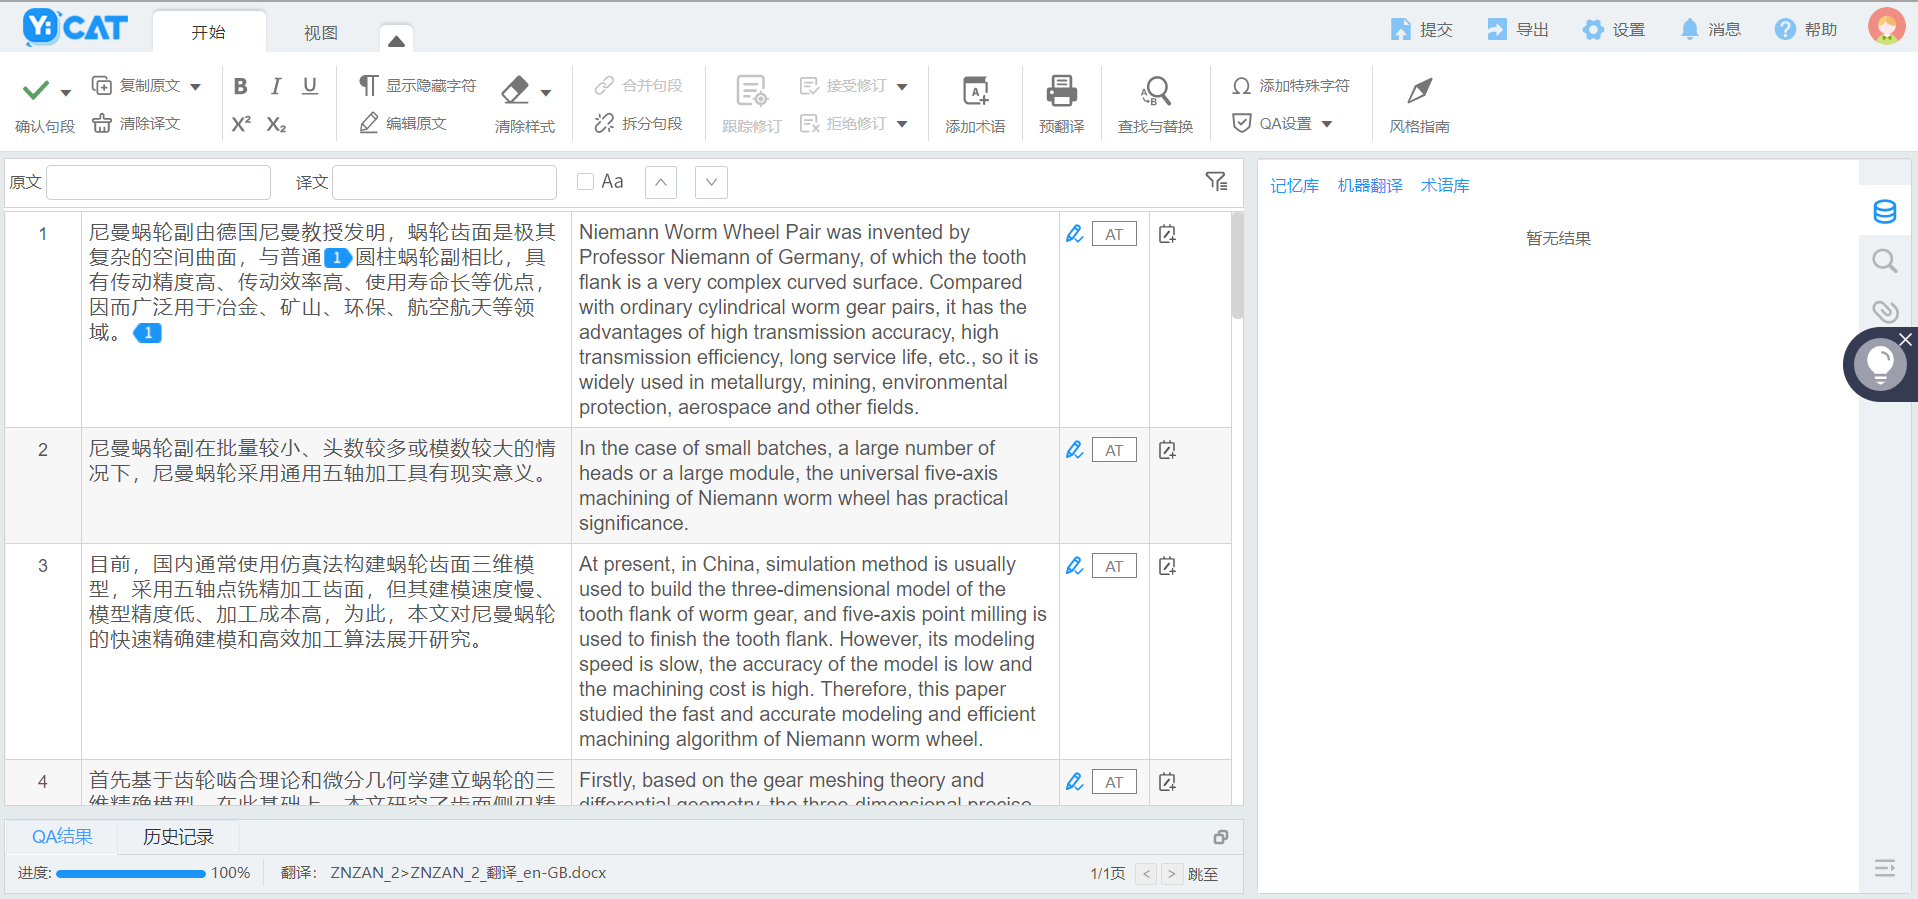 Yi CAT
开始
视图
提交
导出
设置
消息
帮助
确认句段
复制原文
清除译文
B I U
X² X₂
显示隐藏字符
编辑原文
清除样式
合并句段
拆分句段
跟踪修订
接受修订
拒绝修订
添加术语
预翻译
查找与替换
添加特殊字符
QA设置
风格指南
原文
译文
Aa
记忆库 机器翻译 术语库
暂无结果
1
尼曼蜗轮副由德国尼曼教授发明，蜗轮齿面是极其
复杂的空间曲面，与普通1圆柱蜗轮副相比，具
有传动精度高、传动效率高、使用寿命长等优点，
因而广泛用于冶金、矿山、环保、航空航天等领
域。1
Niemann Worm Wheel Pair was invented by
Professor Niemann of Germany, of which the tooth
flank is a very complex curved surface. Compared
with ordinary cylindrical worm gear pairs, it has the
advantages of high transmission accuracy, high
transmission efficiency, long service life, etc., so it is
widely used in metallurgy, mining, environmental
protection, aerospace and other fields.
AT
2
尼曼蜗轮副在批量较小、头数较多或模数较大的情
况下，尼曼蜗轮采用通用五轴加工具有现实意义。
In the case of small batches, a large number of
heads or a large module, the universal five-axis
machining of Niemann worm wheel has practical
significance.
AT
3
目前，国内通常使用仿真法构建蜗轮齿面三维模
型，采用五轴点铣精加工齿面，但其建模速度慢、
模型精度低、加工成本高，为此，本文对尼曼蜗轮
的快速精确建模和高效加工算法展开研究。
At present, in China, simulation method is usually
used to build the three-dimensional model of the
tooth flank of worm gear, and five-axis point milling is
used to finish the tooth flank. However, its modeling
speed is slow, the accuracy of the model is low and
the machining cost is high. Therefore, this paper
studied the fast and accurate modeling and efficient
machining algorithm of Niemann worm wheel.
AT
4
首先基于齿轮啮合理论和微分几何学建立蜗轮的三
维精确模型，在此基础上，本文研究了齿面侧刃精
Firstly, based on the gear meshing theory and
differential geometry, the three-dimensional precise
AT
QA结果
历史记录
进度: 100%
翻译： ZNZAN_2>ZNZAN_2_翻译_en-GB.docx
1/1页 < > 跳至